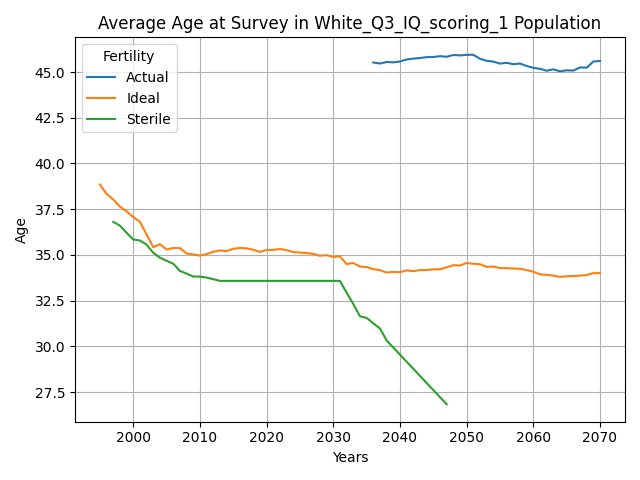 Average Age at Survey in White_Q3_IQ_scoring_1 Population
Fertility
Actual
Ideal
Sterile
45.0
42.5
40.0
37.5
35.0
32.5
30.0
27.5
Age
2000 2010 2020 2030 2040 2050 2060 2070
Years